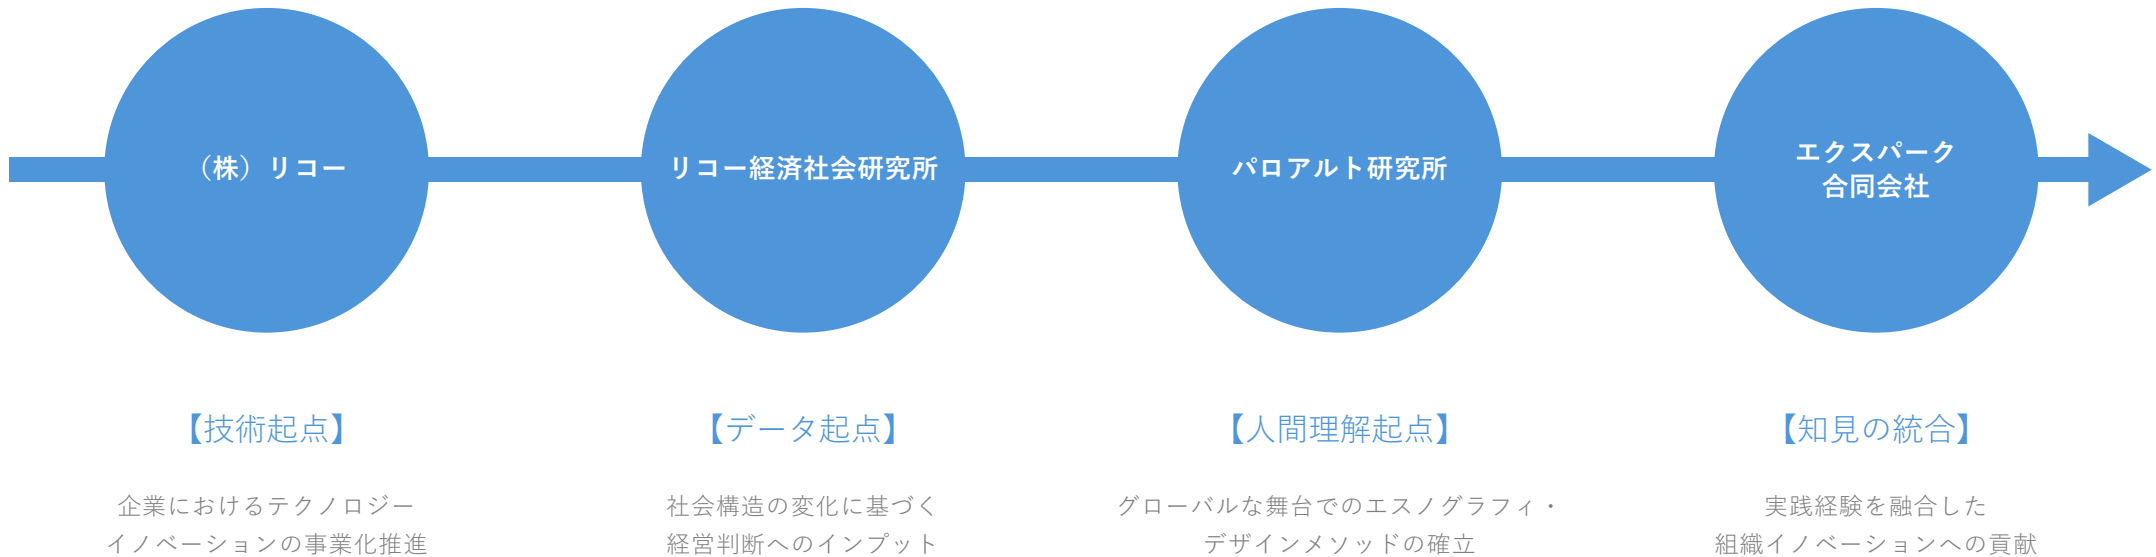 （株）リコー
リコー経済社会研究所
パロアルト研究所
エクスパーク
合同会社
【技術起点】
企業におけるテクノロジー
イノベーションの事業化推進
【データ起点】
社会構造の変化に基づく
経営判断へのインプット
【人間理解起点】
グローバルな舞台でのエスノグラフィ・
デザインメソッドの確立
【知見の統合】
実践経験を融合した
組織イノベーションへの貢献